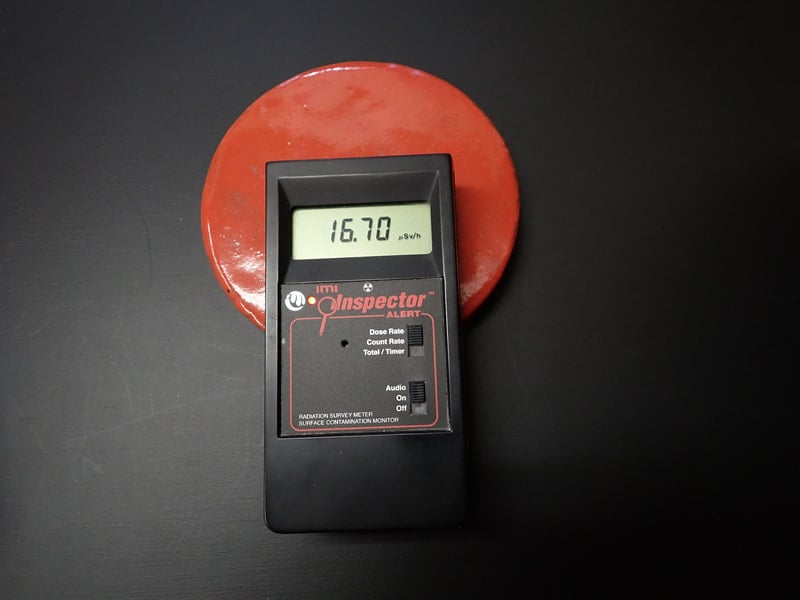 16.70 μSv/h
imi
Inspector™
ALERT
Dose Rate
Count Rate
Total / Timer
Audio
On
Off
RADIATION SURVEY METER
SURFACE CONTAMINATION MONITOR